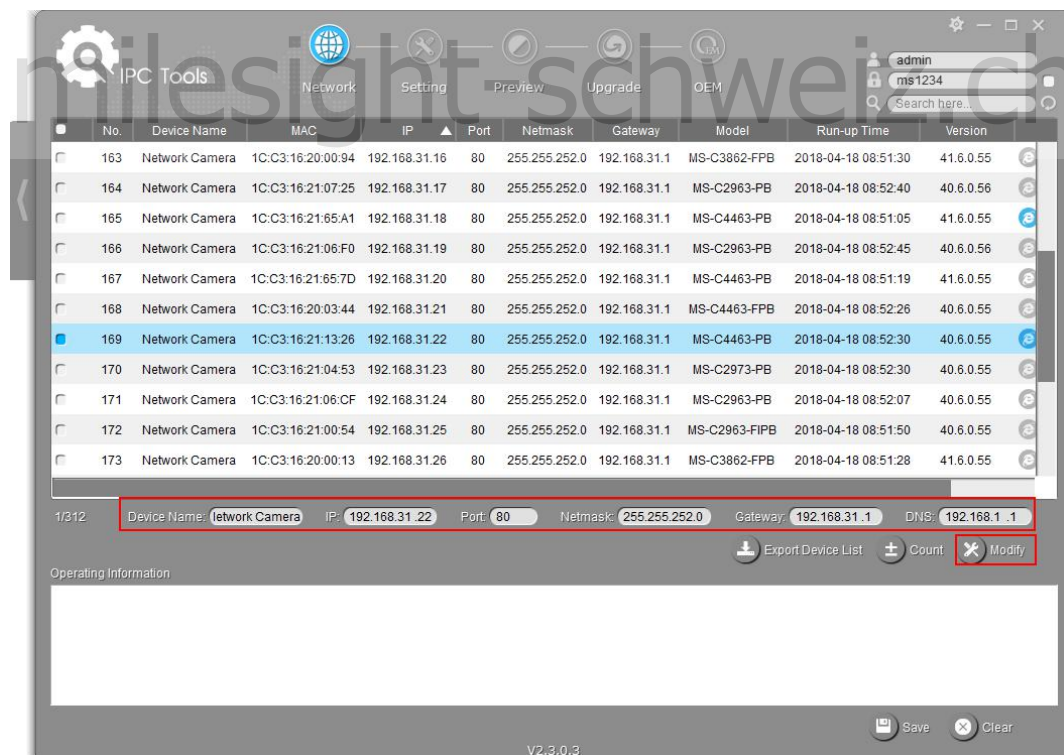 milesight-schweiz.ch
IPC Tools
Network Setting Preview Upgrade OEM
admin
ms1234
Search here...
No. Device Name MAC IP Port Netmask Gateway Model Run-up Time Version
163 Network Camera 1C:C3:16:20:00:94 192.168.31.16 80 255.255.252.0 192.168.31.1 MS-C3862-FPB 2018-04-18 08:51:30 41.6.0.55
164 Network Camera 1C:C3:16:21:07:25 192.168.31.17 80 255.255.252.0 192.168.31.1 MS-C2963-PB 2018-04-18 08:52:40 40.6.0.56
165 Network Camera 1C:C3:16:21:65:A1 192.168.31.18 80 255.255.252.0 192.168.31.1 MS-C4463-PB 2018-04-18 08:51:05 41.6.0.55
166 Network Camera 1C:C3:16:21:06:F0 192.168.31.19 80 255.255.252.0 192.168.31.1 MS-C2963-PB 2018-04-18 08:52:45 40.6.0.56
167 Network Camera 1C:C3:16:21:65:7D 192.168.31.20 80 255.255.252.0 192.168.31.1 MS-C4463-PB 2018-04-18 08:51:19 41.6.0.55
168 Network Camera 1C:C3:16:20:03:44 192.168.31.21 80 255.255.252.0 192.168.31.1 MS-C4463-FPB 2018-04-18 08:52:26 40.6.0.55
169 Network Camera 1C:C3:16:21:13:26 192.168.31.22 80 255.255.252.0 192.168.31.1 MS-C4463-PB 2018-04-18 08:52:30 40.6.0.55
170 Network Camera 1C:C3:16:21:04:53 192.168.31.23 80 255.255.252.0 192.168.31.1 MS-C2973-PB 2018-04-18 08:52:30 40.6.0.55
171 Network Camera 1C:C3:16:21:06:CF 192.168.31.24 80 255.255.252.0 192.168.31.1 MS-C2963-PB 2018-04-18 08:52:07 40.6.0.55
172 Network Camera 1C:C3:16:21:00:54 192.168.31.25 80 255.255.252.0 192.168.31.1 MS-C2963-FIPB 2018-04-18 08:51:50 40.6.0.55
173 Network Camera 1C:C3:16:20:00:13 192.168.31.26 80 255.255.252.0 192.168.31.1 MS-C3862-FPB 2018-04-18 08:51:28 41.6.0.55
1/312 Device Name: letwork Camera IP: 192.168.31 .22 Port: 80 Netmask: 255.255.252.0 Gateway: 192.168.31 .1 DNS: 192.168.1 .1
Export Device List Count Modify
Operating Information
Save Clear
V2.3.0.3